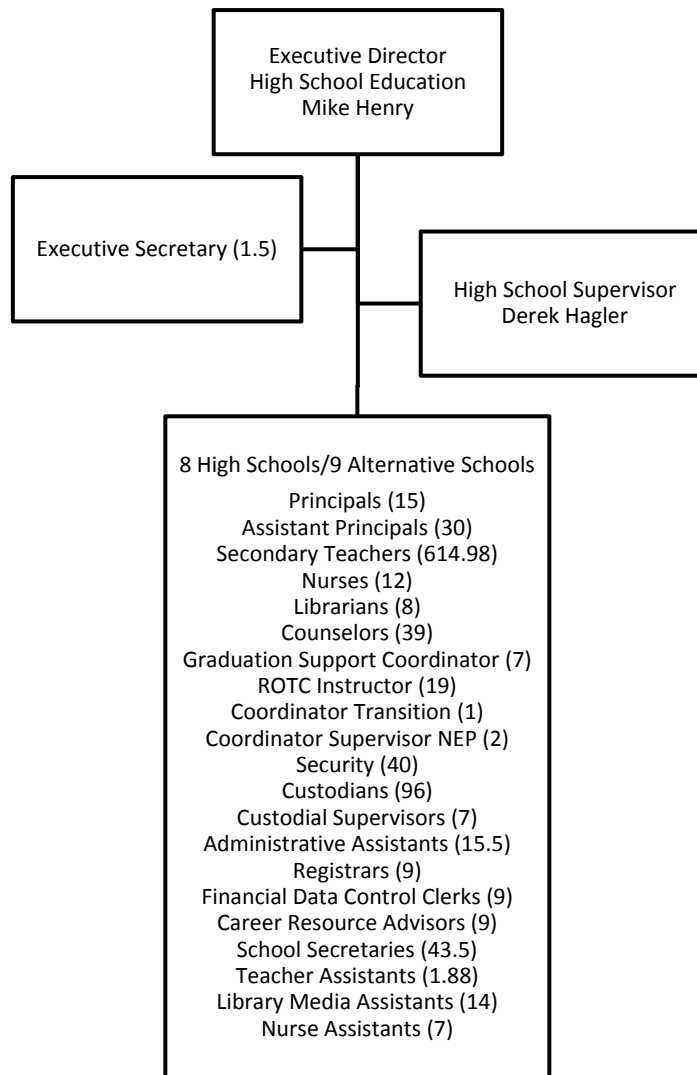 Executive Director
High School Education
Mike Henry
Executive Secretary (1.5)
High School Supervisor
Derek Hagler
8 High Schools/9 Alternative Schools
Principals (15)
Assistant Principals (30)
Secondary Teachers (614.98)
Nurses (12)
Librarians (8)
Counselors (39)
Graduation Support Coordinator (7)
ROTC Instructor (19)
Coordinator Transition (1)
Coordinator Supervisor NEP (2)
Security (40)
Custodians (96)
Custodial Supervisors (7)
Administrative Assistants (15.5)
Registrars (9)
Financial Data Control Clerks (9)
Career Resource Advisors (9)
School Secretaries (43.5)
Teacher Assistants (1.88)
Library Media Assistants (14)
Nurse Assistants (7)